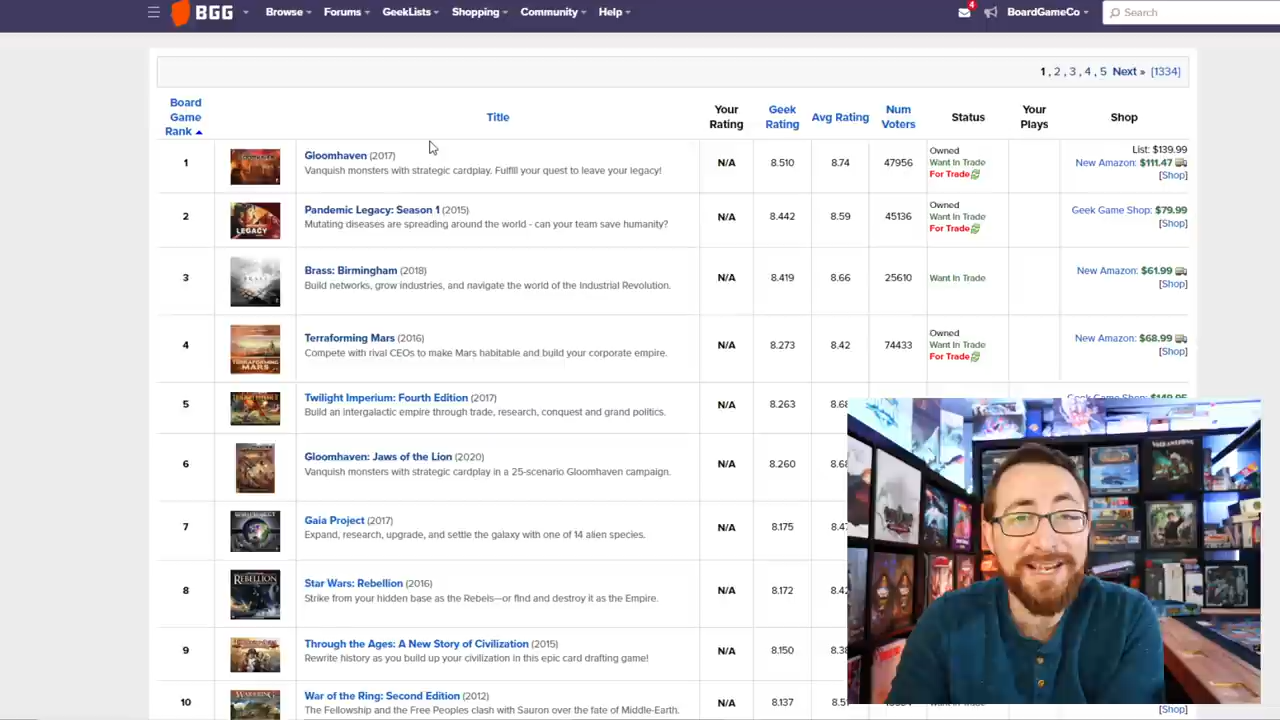 BGG Browse Forums GeekLists Shopping Community Help 4 BoardGameCo Search
1 , 2 , 3 , 4 , 5 Next » [1334]
Board Game Rank Title Your Rating Geek Rating Avg Rating Num Voters Status Your Plays Shop
1 Gloomhaven (2017) N/A 8.510 8.74 47956 Owned List: $139.99
Vanquish monsters with strategic cardplay. Fulfill your quest to leave your legacy! Want In Trade New Amazon: $111.47
For Trade [Shop]
2 Pandemic Legacy: Season 1 (2015) N/A 8.442 8.59 45136 Owned Geek Game Shop: $79.99
Mutating diseases are spreading around the world - can your team save humanity? Want In Trade [Shop]
For Trade
3 Brass: Birmingham (2018) N/A 8.419 8.66 25610 Want In Trade New Amazon: $61.99
Build networks, grow industries, and navigate the world of the Industrial Revolution. [Shop]
4 Terraforming Mars (2016) N/A 8.273 8.42 74433 Owned New Amazon: $68.99
Compete with rival CEOs to make Mars habitable and build your corporate empire. Want In Trade [Shop]
For Trade
5 Twilight Imperium: Fourth Edition (2017) N/A 8.263
Build an intergalactic empire through trade, research, conquest and grand politics.
6 Gloomhaven: Jaws of the Lion (2020) N/A 8.260
Vanquish monsters with strategic cardplay in a 25-scenario Gloomhaven campaign.
7 Gaia Project (2017) N/A 8.175
Expand, research, upgrade, and settle the galaxy with one of 14 alien species.
8 Star Wars: Rebellion (2016) N/A 8.172
Strike from your hidden base as the Rebels—or find and destroy it as the Empire.
9 Through the Ages: A New Story of Civilization (2015) N/A 8.150
Rewrite history as you build up your civilization in this epic card drafting game!
10 War of the Ring: Second Edition (2012) N/A 8.137
The Fellowship and the Free Peoples clash with Sauron over the fate of Middle-Earth. [Shop]